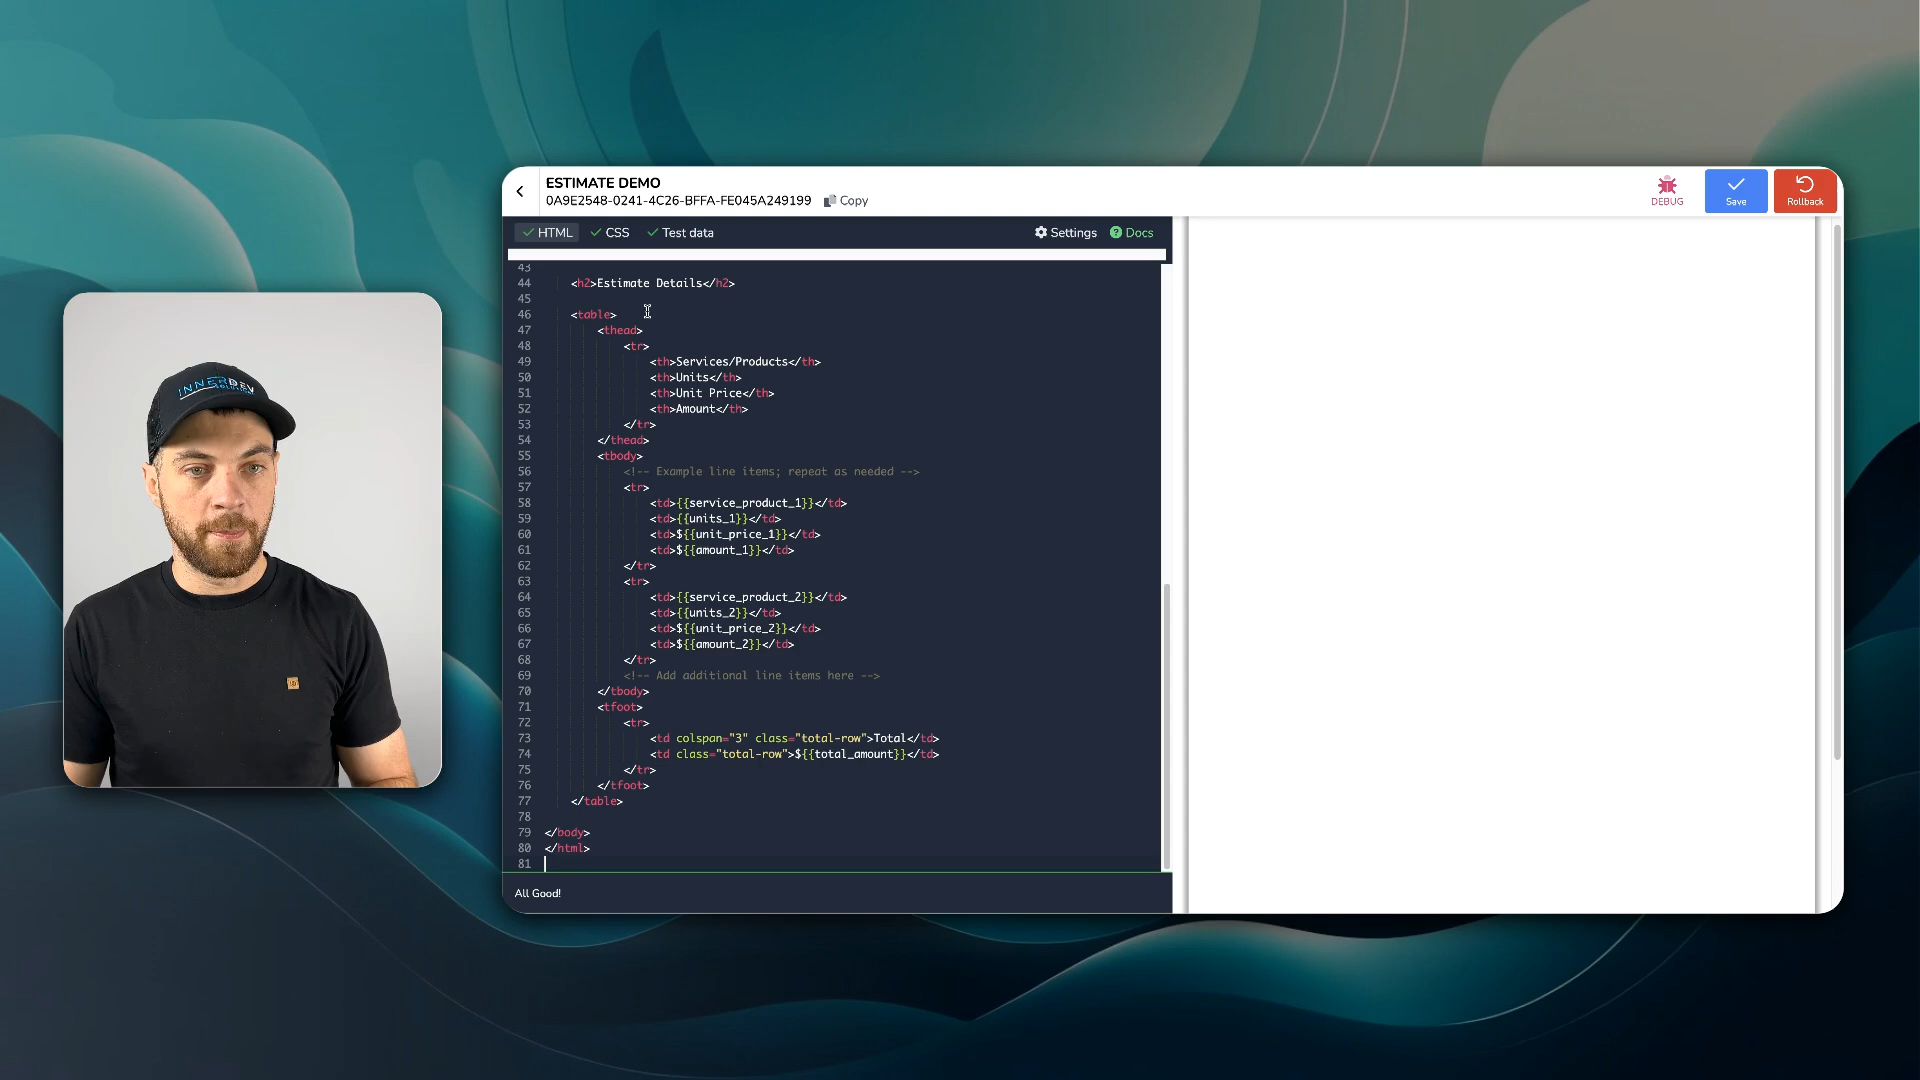 ESTIMATE DEMO
0A9E2548-0241-4C26-BFFA-FE045A249199 Copy
DEBUG
Save
Rollback
HTML CSS Test data Settings Docs
43
44 <h2>Estimate Details</h2>
45
46 <table>
47 <thead>
48 <tr>
49 <th>Services/Products</th>
50 <th>Units</th>
51 <th>Unit Price</th>
52 <th>Amount</th>
53 </tr>
54 </thead>
55 <tbody>
56 <!-- Example line items; repeat as needed -->
57 <tr>
58 <td>{{service_product_1}}</td>
59 <td>{{units_1}}</td>
60 <td>${{unit_price_1}}</td>
61 <td>${{amount_1}}</td>
62 </tr>
63 <tr>
64 <td>{{service_product_2}}</td>
65 <td>{{units_2}}</td>
66 <td>${{unit_price_2}}</td>
67 <td>${{amount_2}}</td>
68 </tr>
69 <!-- Add additional line items here -->
70 </tbody>
71 <tfoot>
72 <tr>
73 <td colspan="3" class="total-row">Total</td>
74 <td class="total-row">${{total_amount}}</td>
75 </tr>
76 </tfoot>
77 </table>
78
79 </body>
80 </html>
81
All Good!
INNERDEV